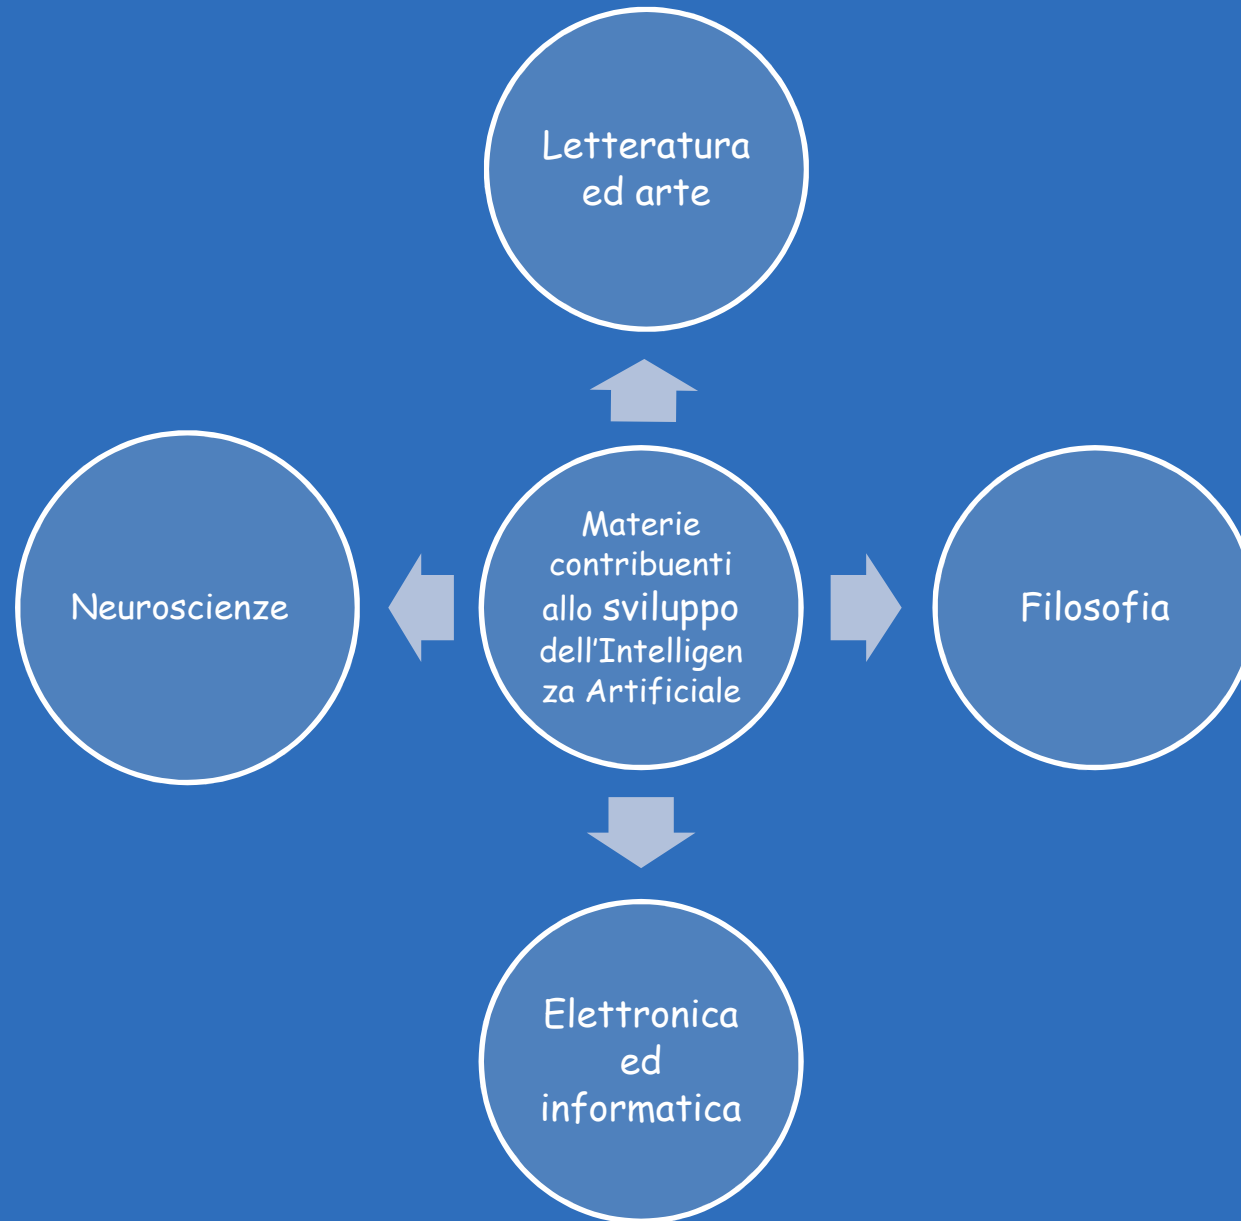 Letteratura
ed arte
Neuroscienze
Materie
contribuenti
allo sviluppo
dell'Intelligen
za Artificiale
Filosofia
Elettronica
ed
informatica